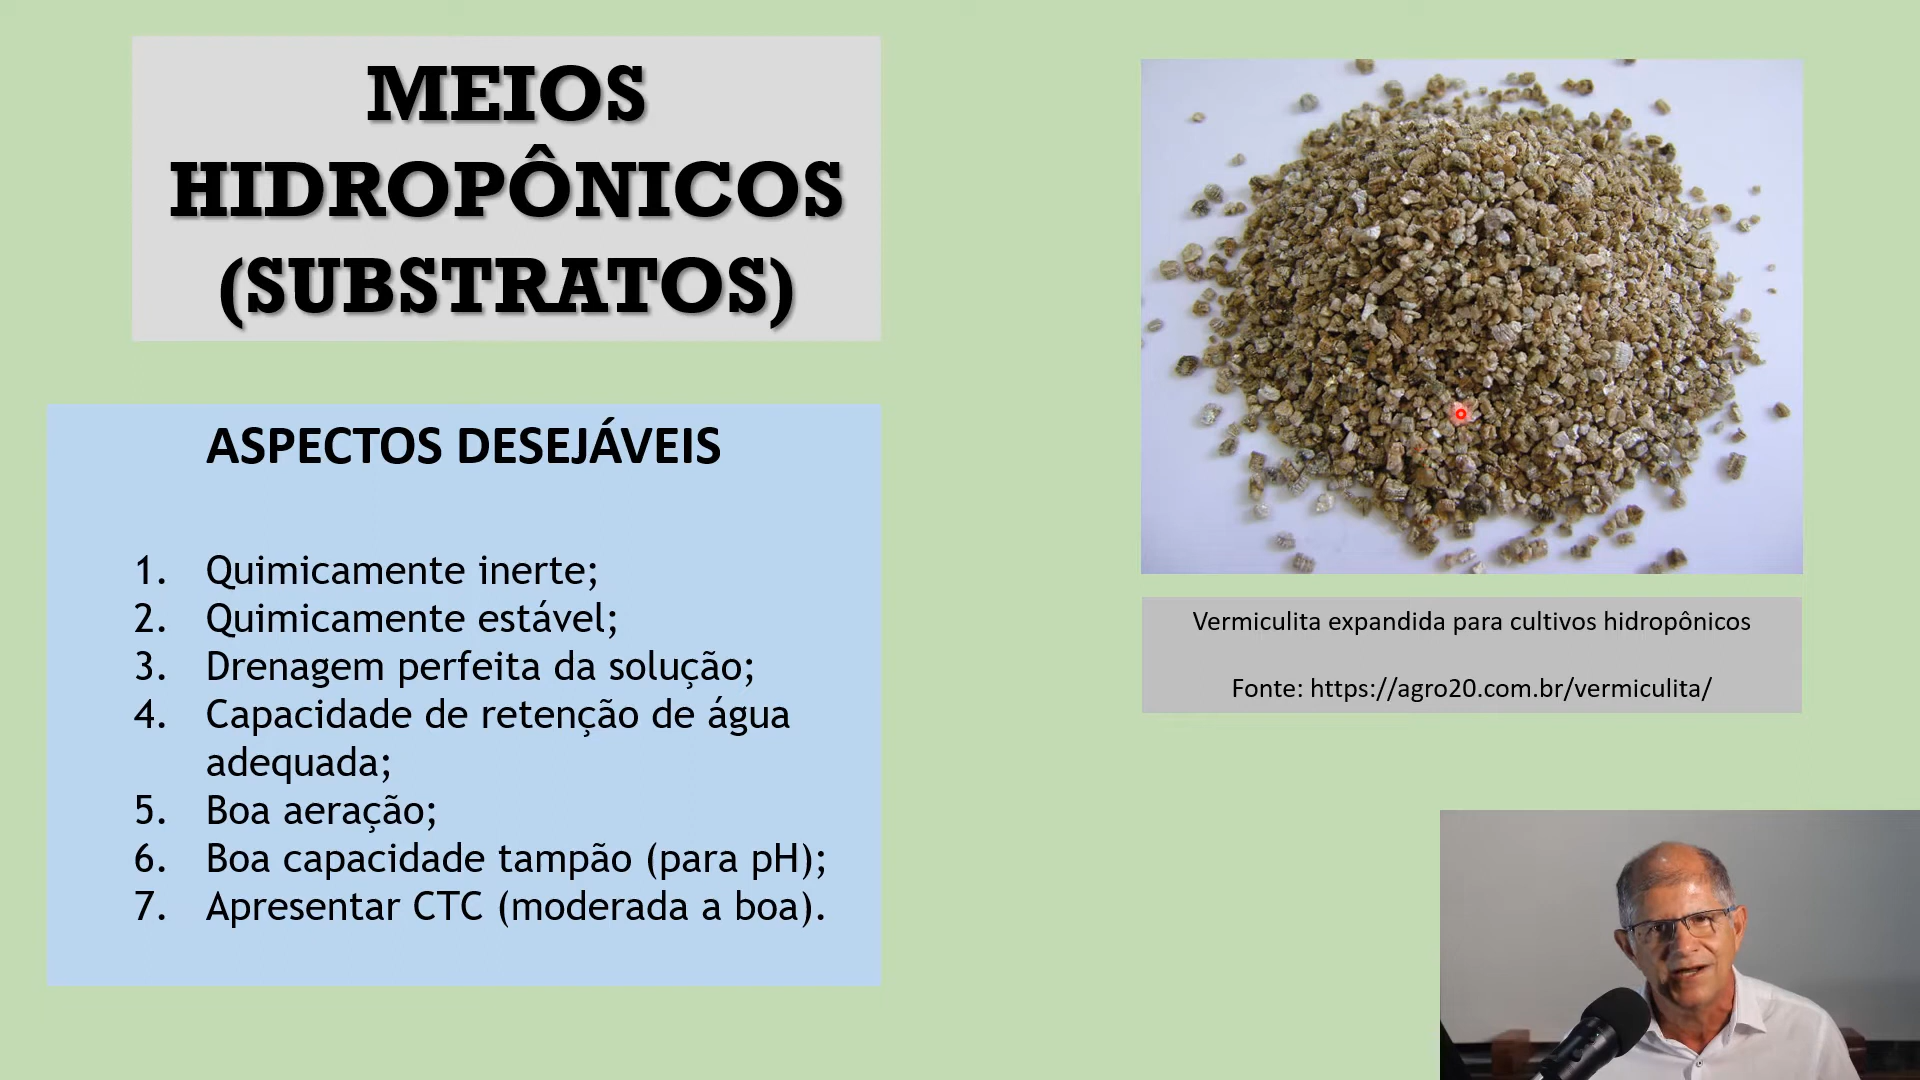 MEIOS
HIDROPÔNICOS
(SUBSTRATOS)
ASPECTOS DESEJÁVEIS
1. Quimicamente inerte;
2. Quimicamente estável;
3. Drenagem perfeita da solução;
4. Capacidade de retenção de água
adequada;
5. Boa aeração;
6. Boa capacidade tampão (para pH);
7. Apresentar CTC (moderada a boa).
Vermiculita expandida para cultivos hidropônicos
Fonte: https://agro20.com.br/vermiculita/